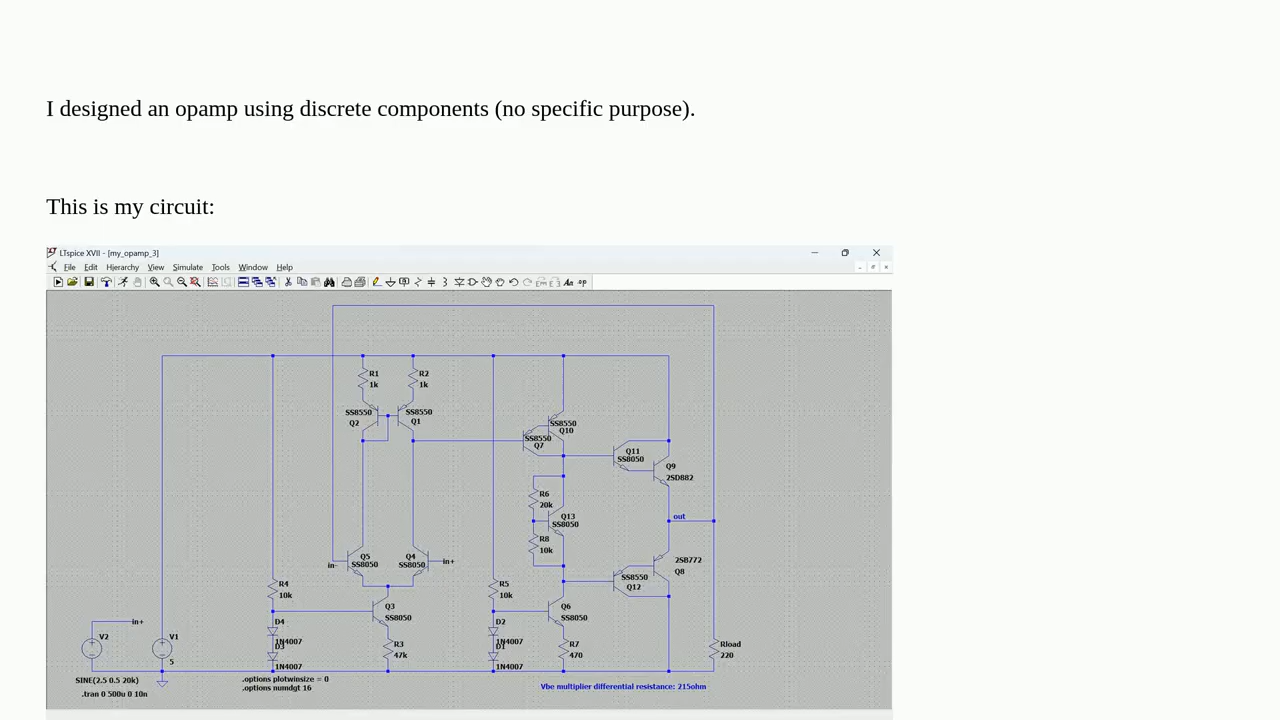 I designed an opamp using discrete components (no specific purpose).
This is my circuit:
LTspice XVII - [my_opamp_3]
File Edit Hierarchy View Simulate Tools Window Help
R1
1k
R2
1k
SS8550
Q2
SS8550
Q1
SS8550
Q10
SS8550
Q7
Q11
SS8050
Q9
2SD882
R6
20k
Q13
SS8050
out
R8
10k
in-
Q5
SS8050
Q4
SS8050
in+
2SB772
Q8
SS8550
Q12
R4
10k
R5
10k
Q3
SS8050
Q6
SS8050
in+
V2
V1
5
D4
1N4007
D3
1N4007
R3
47k
D2
1N4007
D1
1N4007
R7
470
Rload
220
SINE(2.5 0.5 20k)
.tran 0 500u 0 10n
.options plotwinsize = 0
.options numdgt 16
Vbe multiplier differential resistance: 215ohm